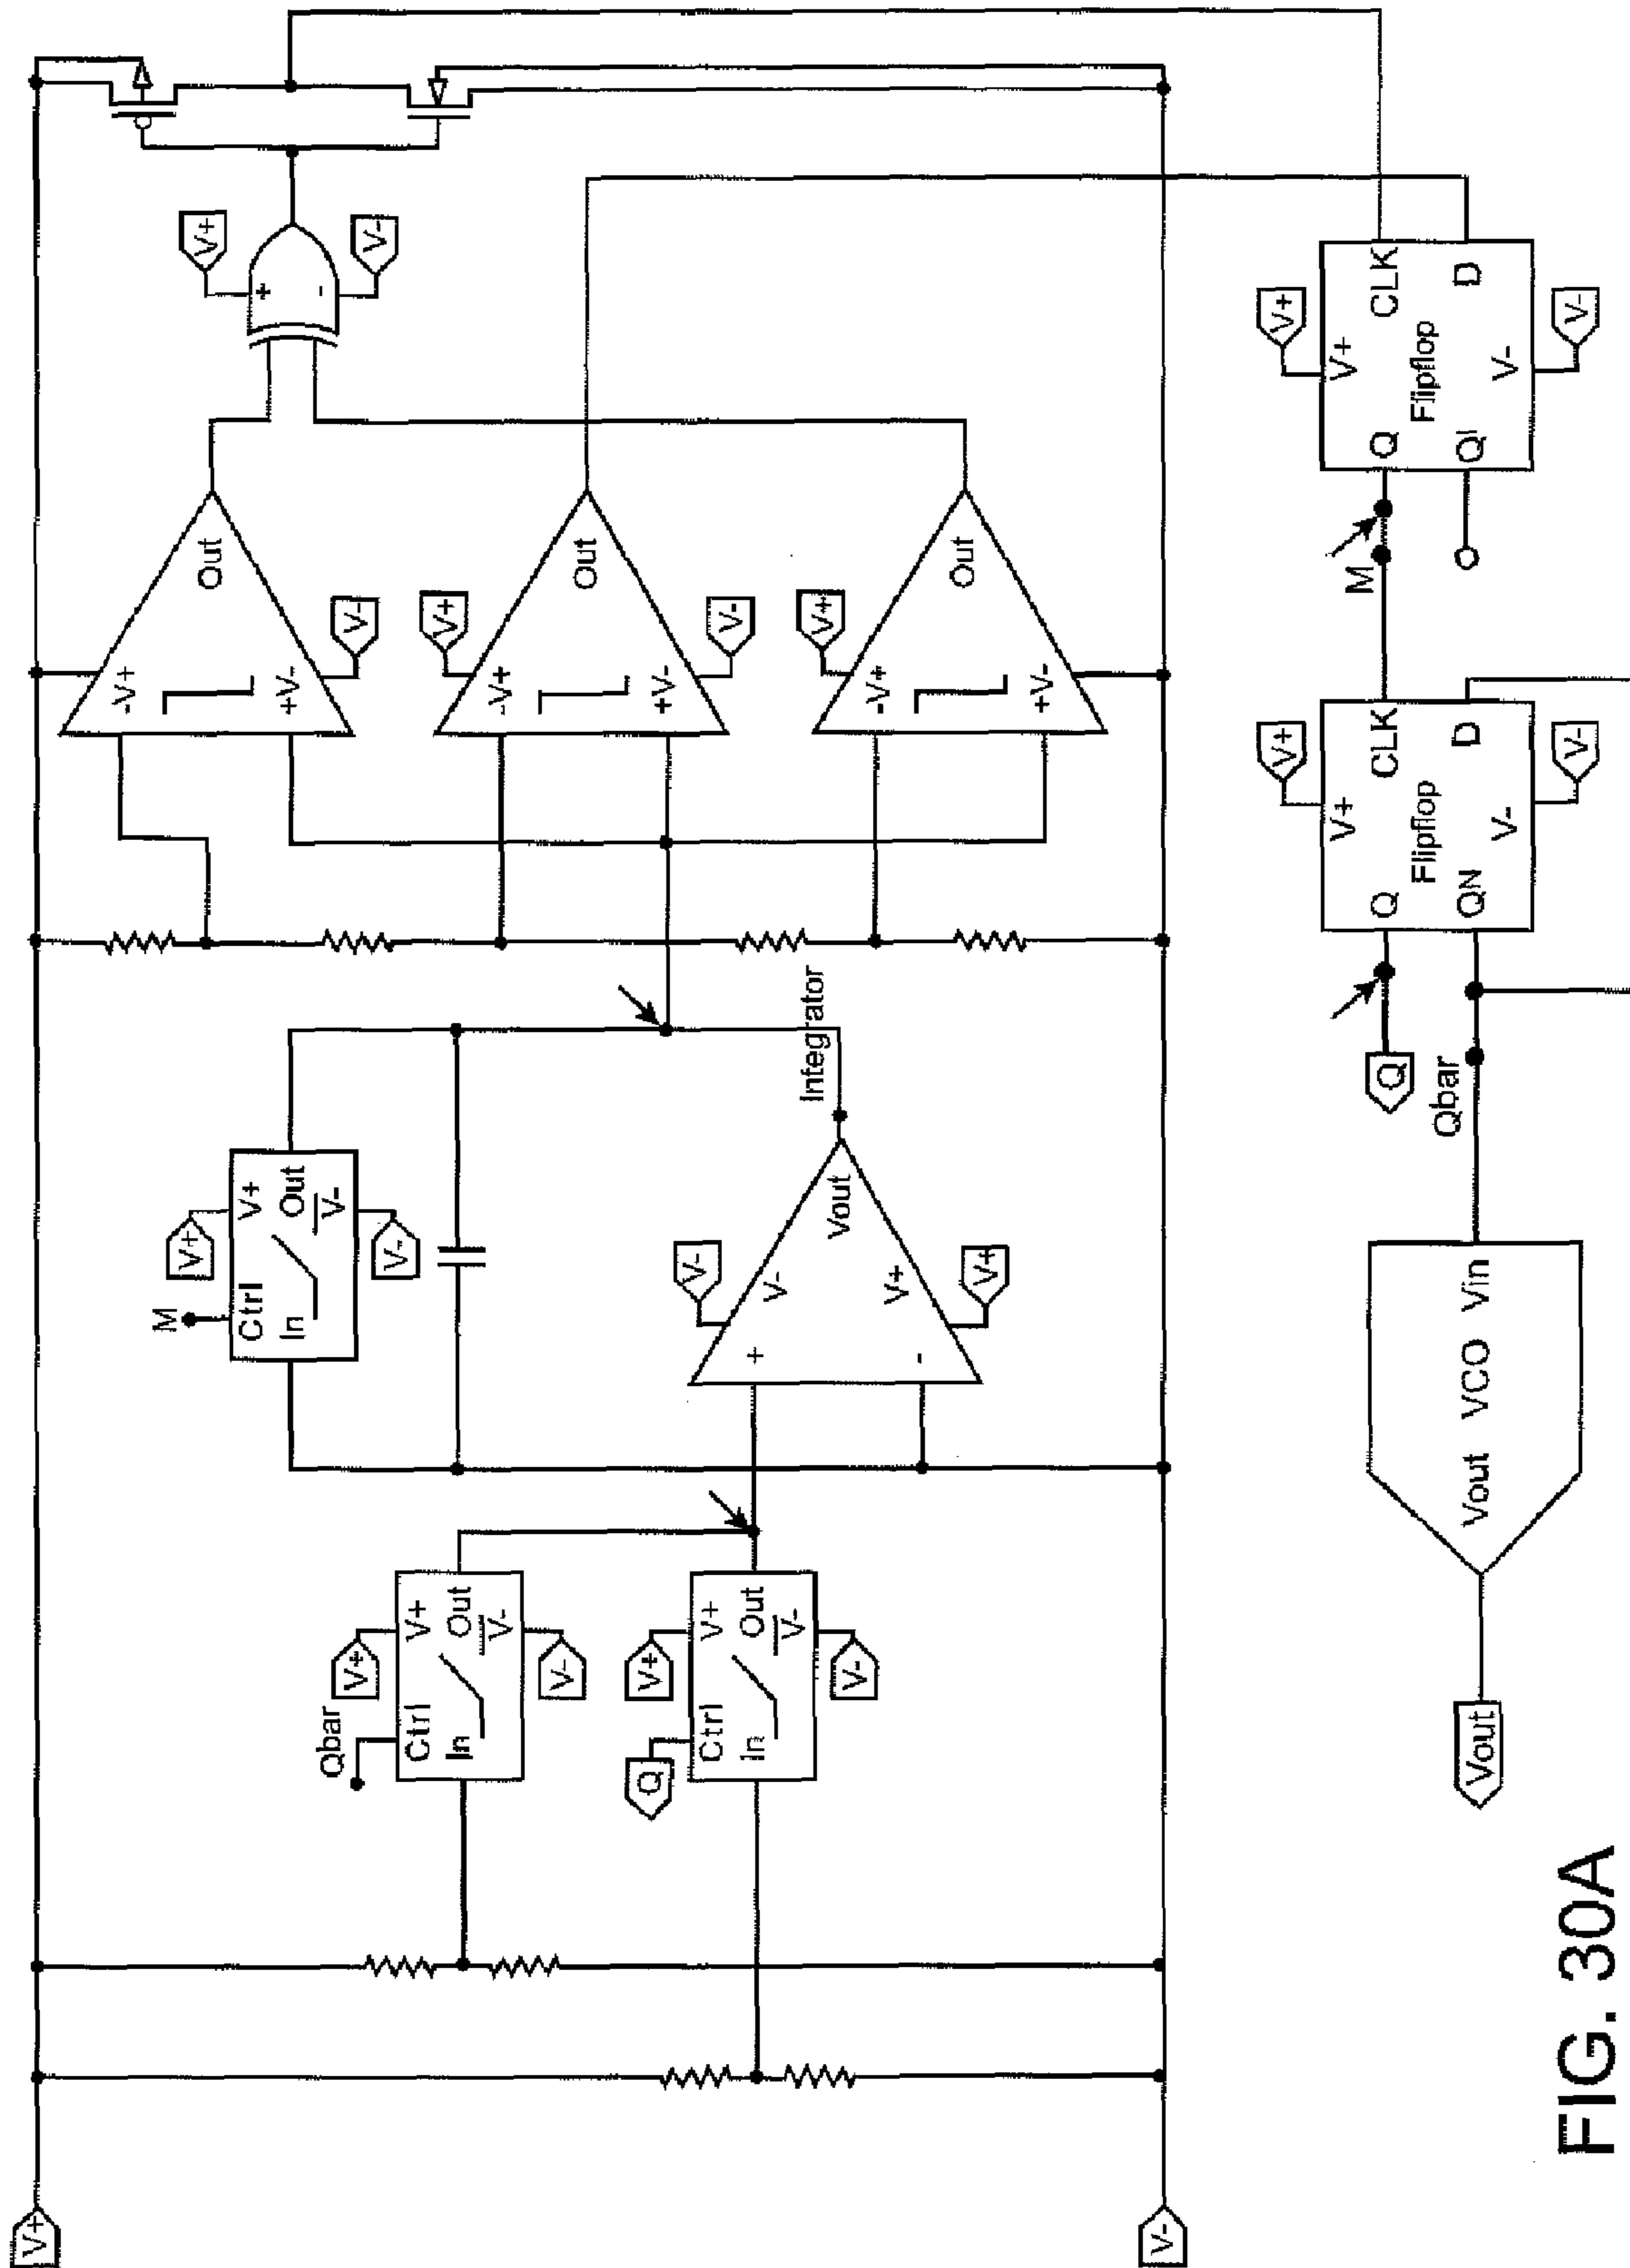 V+
V-
Qbar
V+
Ctrl V+
In Out
V-
V-
Q
V+
Ctrl V+
In Out
V-
V-
M
V+
Ctrl V+
In Out
V-
V-
V-
+ V-
Vout
- V+
V+
Integrator
-V+
Out
+V-
V-
V+
-V+
Out
+V-
V-
V+
-V+
Out
+V-
V+
+
-
V-
Vout
Vout VCO Vin
Qbar
Q
V+
V+
Q CLK
Flipflop
QN D
V-
V-
M
V+
V+
Q CLK
Flipflop
Q' D
V-
V-
FIG. 30A